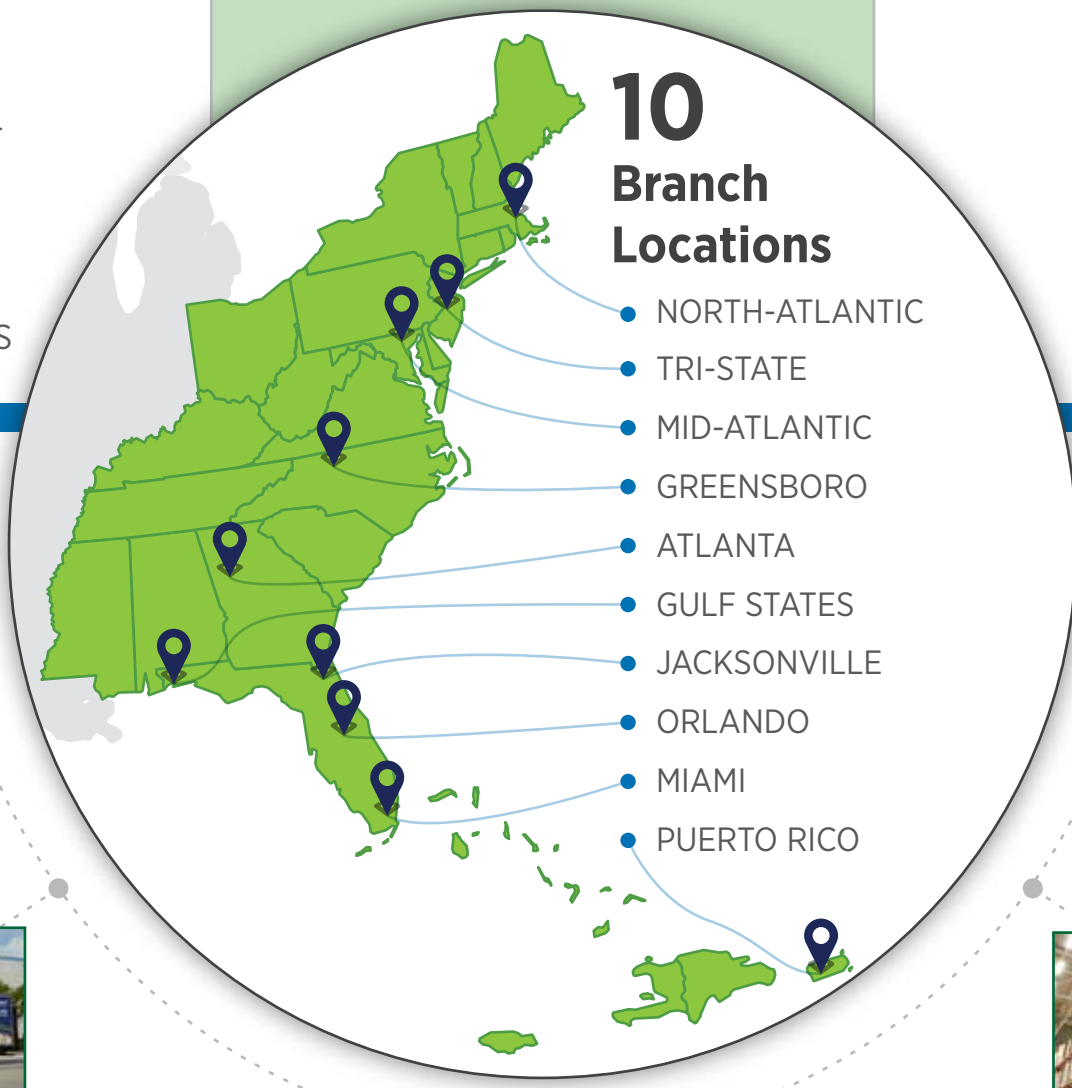 10
Branch
Locations
NORTH-ATLANTIC
TRI-STATE
S
MID-ATLANTIC
GREENSBORO
ATLANTA
GULF STATES
JACKSONVILLE
ORLANDO
MIAMI
PUERTO RICO